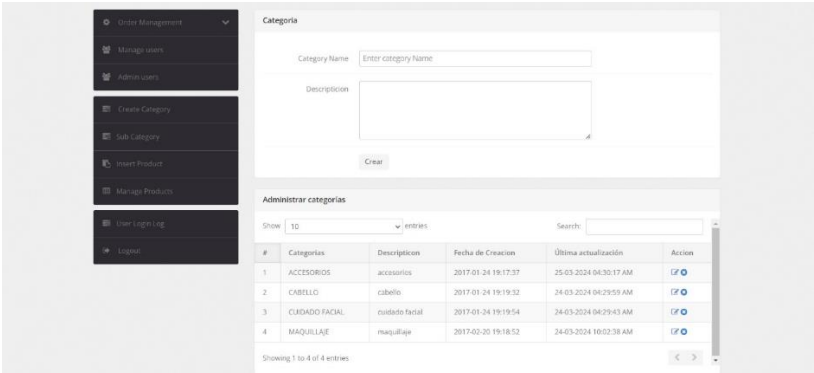 Order Management
Manage users
Admin users
Create Category
Sub Category
Insert Product
Manage Products
User Login Log
Logout
Categoria
Category Name Enter category Name
Descripticion
Crear
Administrar categorías
Show 10 entries Search:
# Categorias Descripticon Fecha de Creacion Última actualización Accion
1 ACCESORIOS accesorios 2017-01-24 19:17:37 25-03-2024 04:30:17 AM
2 CABELLO cabello 2017-01-24 19:19:32 24-03-2024 04:29:59 AM
3 CUIDADO FACIAL cuidado facial 2017-01-24 19:19:54 24-03-2024 04:29:43 AM
4 MAQUILLAJE maquillaje 2017-02-20 19:18:52 24-03-2024 10:02:38 AM
Showing 1 to 4 of 4 entries